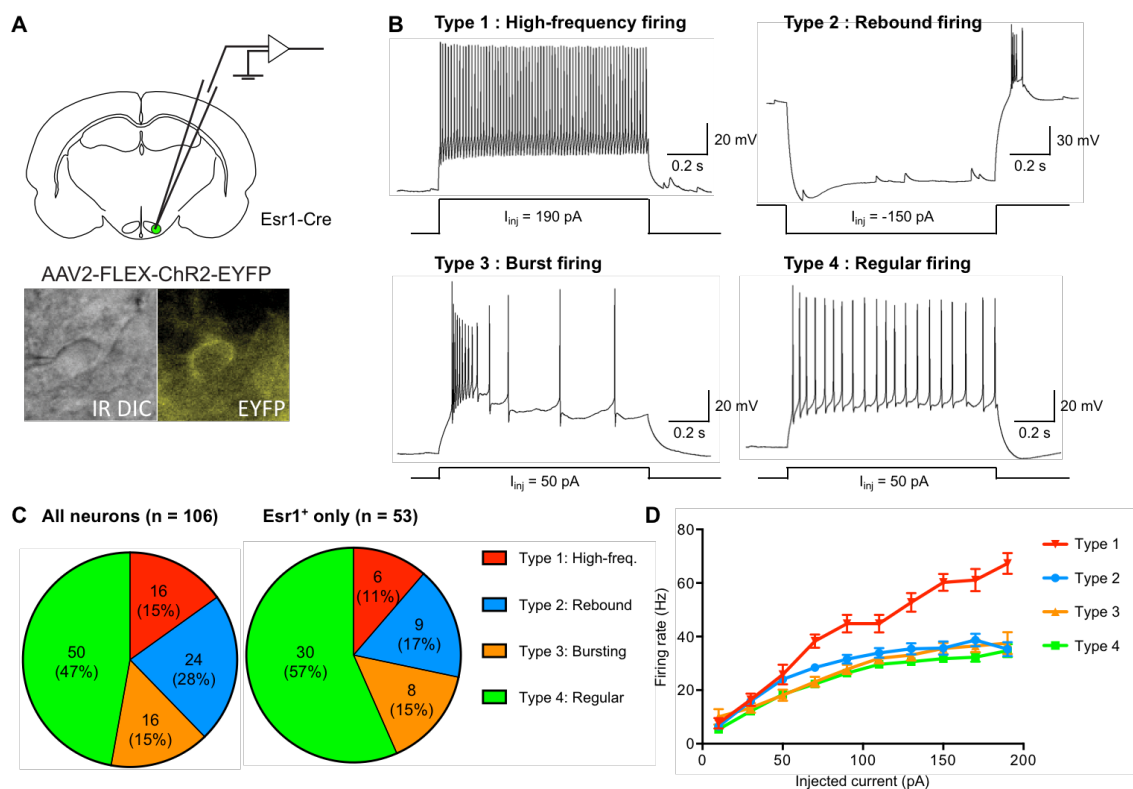 A
Esr1-Cre
AAV2-FLEX-ChR2-EYFP
IR DIC
EYFP
B
Type 1 : High-frequency firing
20 mV
0.2 s
I_inj = 190 pA
Type 2 : Rebound firing
30 mV
0.2 s
I_inj = -150 pA
Type 3 : Burst firing
20 mV
0.2 s
I_inj = 50 pA
Type 4 : Regular firing
20 mV
0.2 s
I_inj = 50 pA
C
All neurons (n = 106)
16
(15%)
24
(28%)
16
(15%)
50
(47%)
Esr1⁺ only (n = 53)
6
(11%)
9
(17%)
8
(15%)
30
(57%)
Type 1: High-freq.
Type 2: Rebound
Type 3: Bursting
Type 4: Regular
D
Firing rate (Hz)
80
60
40
20
0
0 50 100 150 200
Injected current (pA)
Type 1
Type 2
Type 3
Type 4